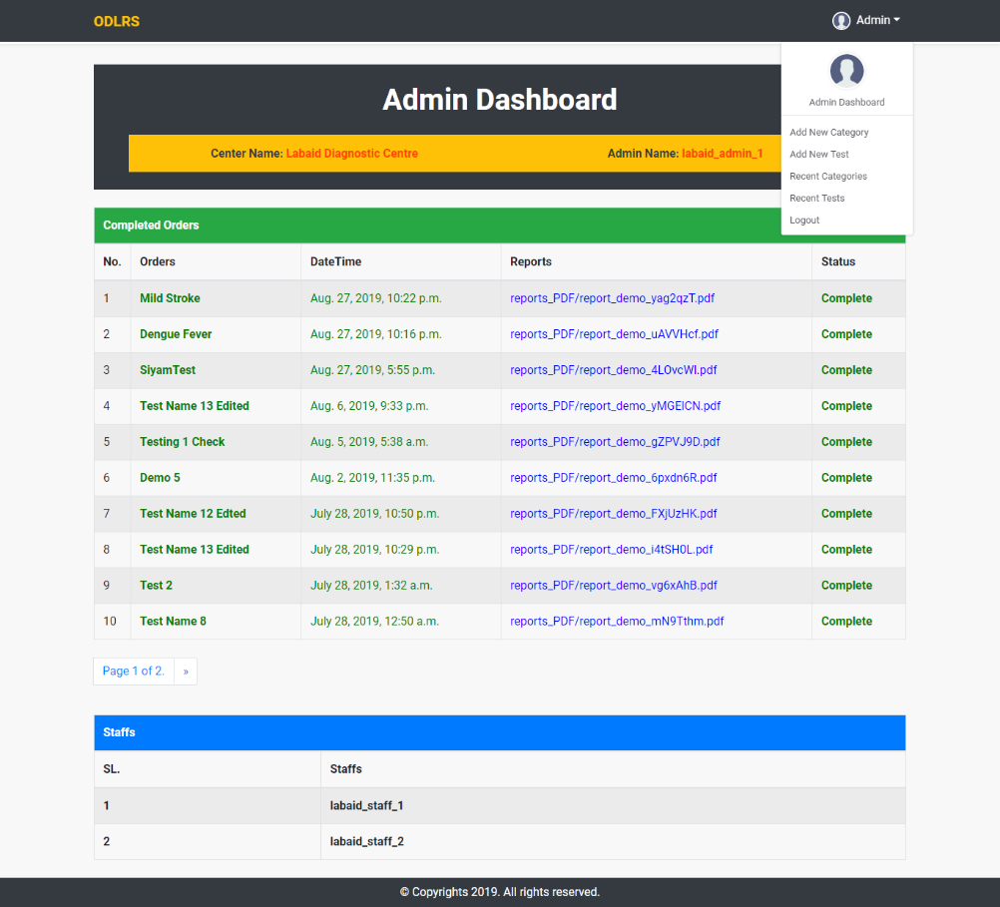 ODLRS
Admin
Admin Dashboard
Add New Category
Add New Test
Recent Categories
Recent Tests
Logout
Admin Dashboard
Center Name: Labaid Diagnostic Centre Admin Name: labaid_admin_1
Completed Orders
No. Orders DateTime Reports Status
1 Mild Stroke Aug. 27, 2019, 10:22 p.m. reports_PDF/report_demo_yag2qzT.pdf Complete
2 Dengue Fever Aug. 27, 2019, 10:16 p.m. reports_PDF/report_demo_uAVVHcf.pdf Complete
3 SiyamTest Aug. 27, 2019, 5:55 p.m. reports_PDF/report_demo_4LOvcWl.pdf Complete
4 Test Name 13 Edited Aug. 6, 2019, 9:33 p.m. reports_PDF/report_demo_yMGElCN.pdf Complete
5 Testing 1 Check Aug. 5, 2019, 5:38 a.m. reports_PDF/report_demo_gZPVJ9D.pdf Complete
6 Demo 5 Aug. 2, 2019, 11:35 p.m. reports_PDF/report_demo_6pxdn6R.pdf Complete
7 Test Name 12 Edted July 28, 2019, 10:50 p.m. reports_PDF/report_demo_FXjUzHK.pdf Complete
8 Test Name 13 Edited July 28, 2019, 10:29 p.m. reports_PDF/report_demo_i4tSH0L.pdf Complete
9 Test 2 July 28, 2019, 1:32 a.m. reports_PDF/report_demo_vg6xAhB.pdf Complete
10 Test Name 8 July 28, 2019, 12:50 a.m. reports_PDF/report_demo_mN9Tthm.pdf Complete
Page 1 of 2. »
Staffs
SL. Staffs
1 labaid_staff_1
2 labaid_staff_2
© Copyrights 2019. All rights reserved.